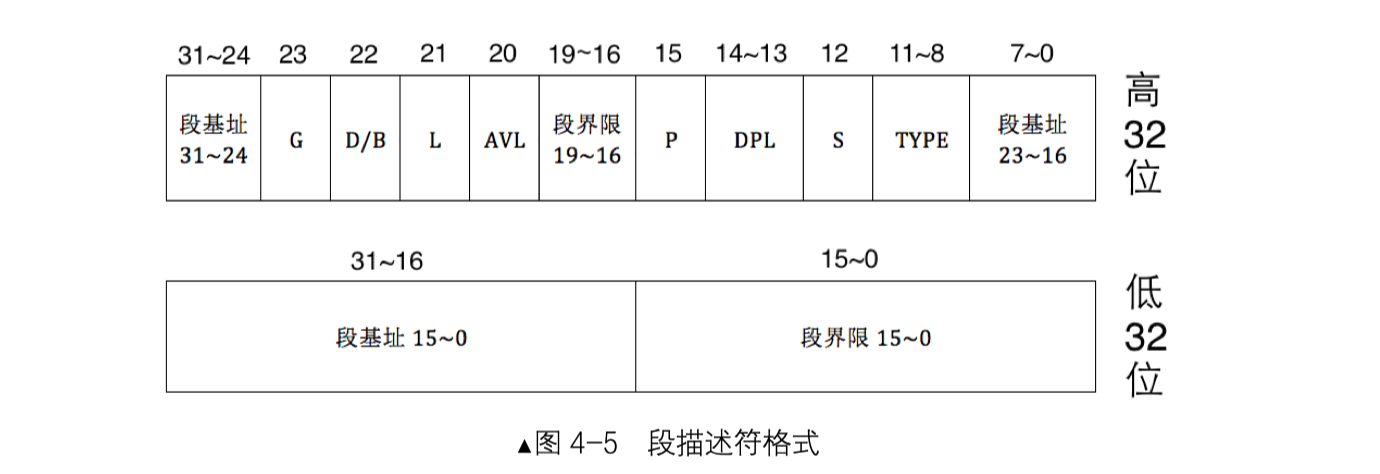 31~24 23 22 21 20 19~16 15 14~13 12 11~8 7~0
段基址 31~24 G D/B L AVL 段界限 19~16 P DPL S TYPE 段基址 23~16
高32位
31~16 15~0
段基址 15~0 段界限 15~0
低32位
▲图 4-5 段描述符格式